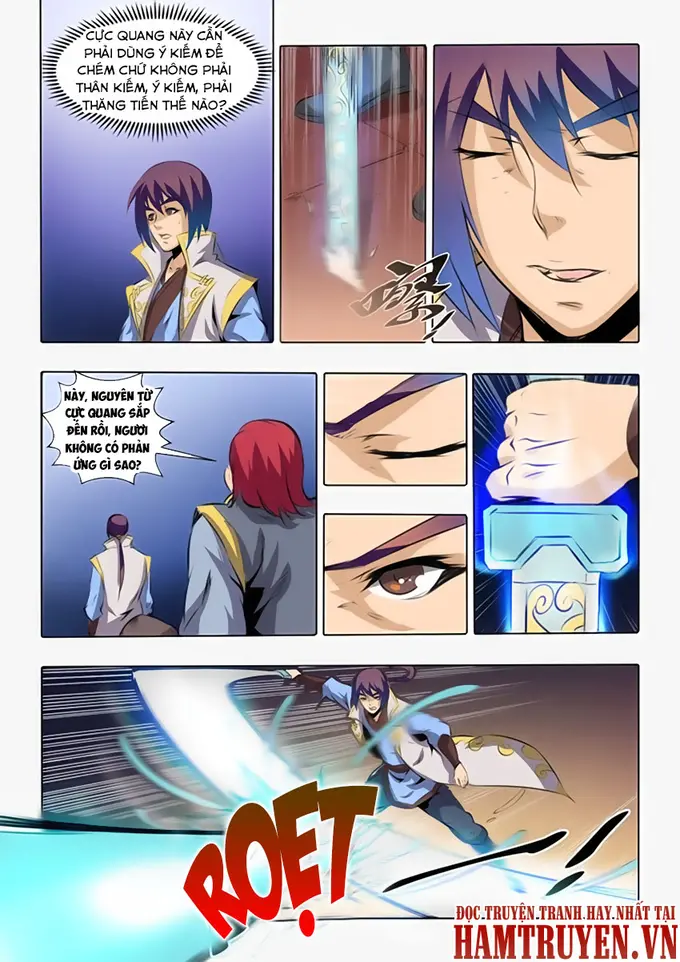 CỰC QUANG NÀY CẦN
PHẢI DÙNG Ý KIẾM ĐỂ
CHÉM CHỨ KHÔNG PHẢI
THÂN KIẾM, Ý KIẾM, PHẢI
THĂNG TIẾN THẾ NÀO?
NÀY, NGUYÊN TỪ
CỰC QUANG SẮP
ĐẾN RỒI, NGƯƠI
KHÔNG CÓ PHẢN
ỨNG GÌ SAO?
ROẸT
ĐỌC.TRUYỆN.TRANH.HAY.NHẤT TẠI
HAMTRUYEN.VN